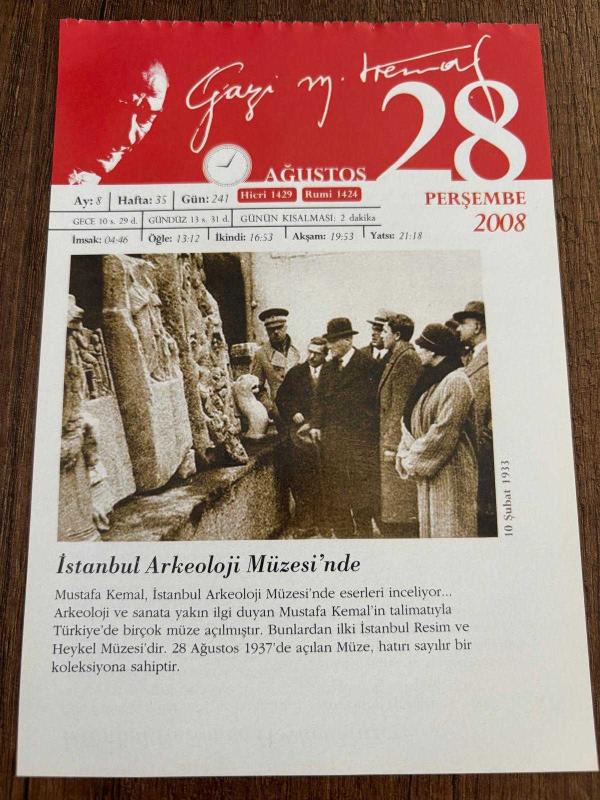 Gazi M. Kemal
28
AĞUSTOS
PERŞEMBE
2008
Ay: 8 Hafta: 35 Gün: 241 Hicri 1429 Rumi 1424
GECE 10 s. 29 d. GÜNDÜZ 13 s. 31 d. GÜNÜN KISALMASI: 2 dakika
İmsak: 04:46 Öğle: 13:12 İkindi: 16:53 Akşam: 19:53 Yatsı: 21:18
10 Şubat 1933
İstanbul Arkeoloji Müzesi'nde
Mustafa Kemal, İstanbul Arkeoloji Müzesi'nde eserleri inceliyor...
Arkeoloji ve sanata yakın ilgi duyan Mustafa Kemal'in talimatıyla
Türkiye'de birçok müze açılmıştır. Bunlardan ilki İstanbul Resim ve
Heykel Müzesi'dir. 28 Ağustos 1937'de açılan Müze, hatırı sayılır bir
koleksiyona sahiptir.